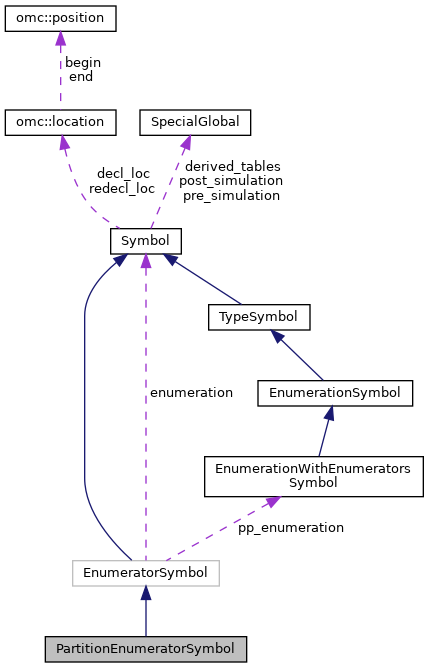 omc::position
begin
end
omc::location
SpecialGlobal
decl_loc
redecl_loc
derived_tables
post_simulation
pre_simulation
Symbol
TypeSymbol
enumeration
EnumerationSymbol
EnumerationWithEnumerators
Symbol
pp_enumeration
EnumeratorSymbol
PartitionEnumeratorSymbol